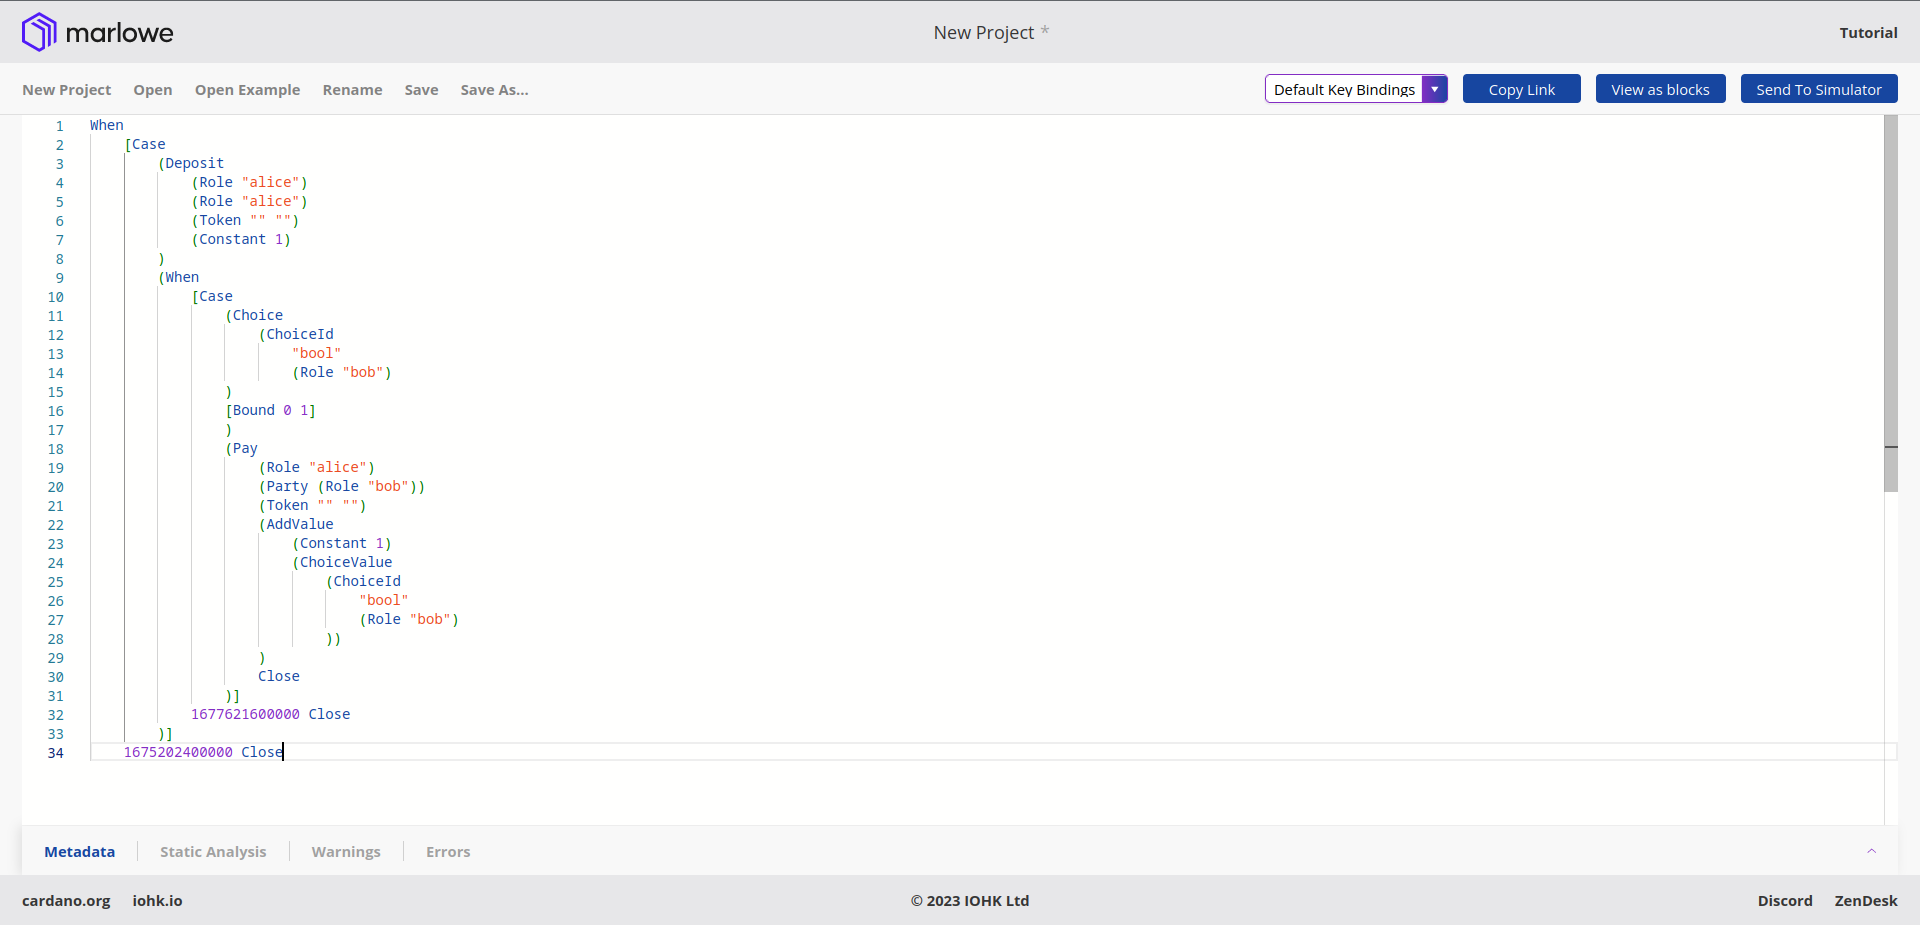 marlowe
New Project *
Tutorial
New Project Open Open Example Rename Save Save As...
Default Key Bindings Copy Link View as blocks Send To Simulator
1 When
2 [Case
3 (Deposit
4 (Role "alice")
5 (Role "alice")
6 (Token "" "")
7 (Constant 1)
8 )
9 (When
10 [Case
11 (Choice
12 (ChoiceId
13 "bool"
14 (Role "bob")
15 )
16 [Bound 0 1]
17 )
18 (Pay
19 (Role "alice")
20 (Party (Role "bob"))
21 (Token "" "")
22 (AddValue
23 (Constant 1)
24 (ChoiceValue
25 (ChoiceId
26 "bool"
27 (Role "bob")
28 ))
29 )
30 Close
31 )]
32 1677621600000 Close
33 )]
34 1675202400000 Close
Metadata Static Analysis Warnings Errors
cardano.org iohk.io
© 2023 IOHK Ltd
Discord ZenDesk